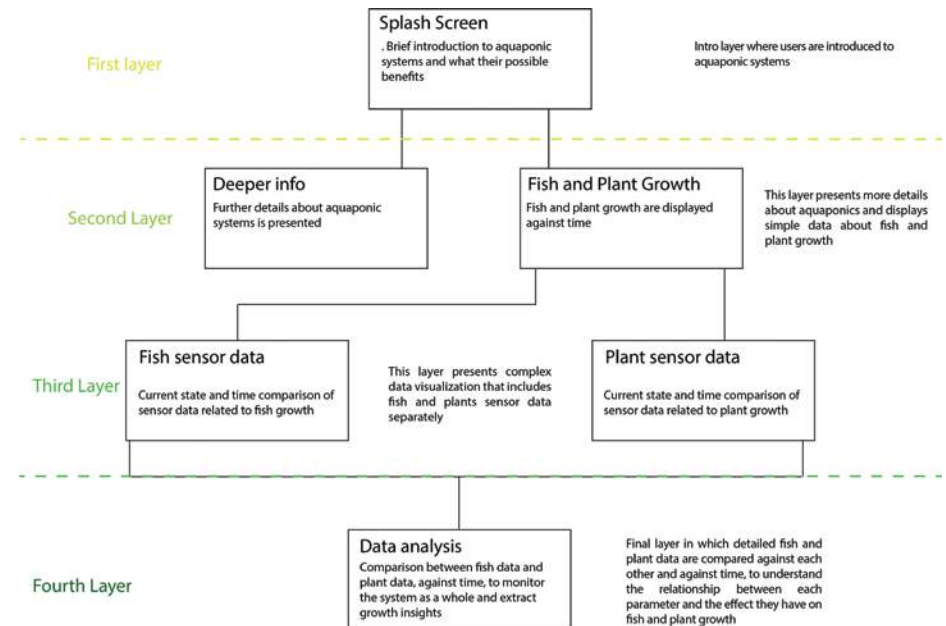 Splash Screen
. Brief introduction to aquaponic
systems and what their possible
benefits
First layer
Intro layer where users are introduced to
aquaponic systems
Deeper info
Further details about aquaponic
systems is presented
Fish and Plant Growth
Fish and plant growth are displayed
against time
Second Layer
This layer presents more details
about aquaponics and displays
simple data about fish and
plant growth
Fish sensor data
Current state and time comparison of
sensor data related to fish growth
Third Layer
This layer presents complex
data visualization that includes
fish and plants sensor data
separately
Plant sensor data
Current state and time comparison of
sensor data related to plant growth
Data analysis
Comparison between fish data and
plant data, against time, to monitor
the system as a whole and extract
growth insights
Fourth Layer
Final layer in which detailed fish and
plant data are compared against each
other and against time, to understand
the relationship between each
parameter and the effect they have on
fish and plant growth